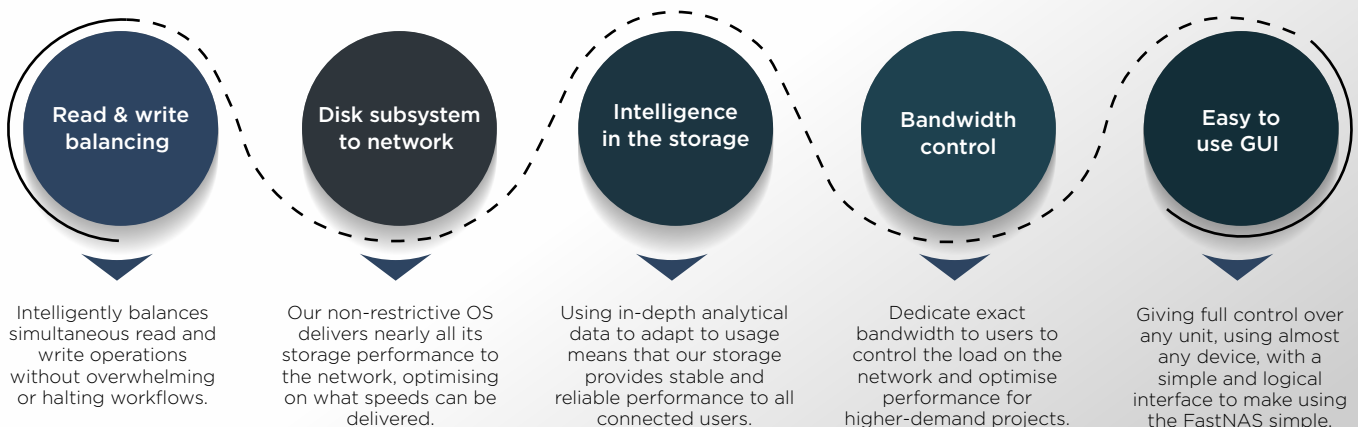 Read & write
balancing
Disk subsystem
to network
Intelligence
in the storage
Bandwidth
control
Easy to
use GUI
Intelligently balances
simultaneous read and
write operations
without overwhelming
or halting workflows.
Our non-restrictive OS
delivers nearly all its
storage performance to
the network, optimising
on what speeds can be
delivered.
Using in-depth analytical
data to adapt to usage
means that our storage
provides stable and
reliable performance to all
connected users.
Dedicate exact
bandwidth to users to
control the load on the
network and optimise
performance for
higher-demand projects.
Giving full control over
any unit, using almost
any device, with a
simple and logical
interface to make using
the FastNAS simple.